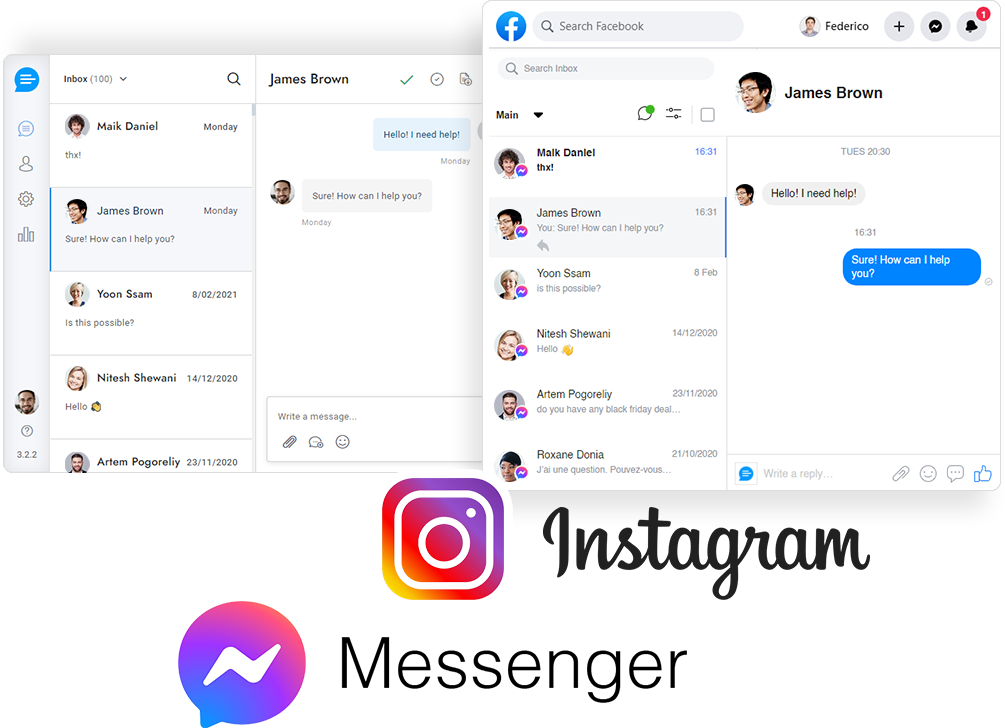 Inbox (100)
Maik Daniel
Monday
thx!
James Brown
Monday
Sure! How can I help you?
Yoon Ssam
8/02/2021
Is this possible?
Nitesh Shewani
14/12/2020
Hello 👏
Artem Pogoreliy
23/11/2020
3.2.2
James Brown
Hello! I need help!
Monday
Sure! How can I help you?
Monday
Write a message...
Search Facebook
Federico
1
Search Inbox
Main
Maik Daniel
16:31
thx!
James Brown
16:31
You: Sure! How can I help you?
Yoon Ssam
8 Feb
is this possible?
Nitesh Shewani
14/12/2020
Hello 👋
Artem Pogoreliy
23/11/2020
do you have any black friday deal...
Roxane Donia
21/10/2020
J'ai une question. Pouvez-vous...
James Brown
TUES 20:30
Hello! I need help!
16:31
Sure! How can I help
you?
Write a reply...
Instagram
Messenger